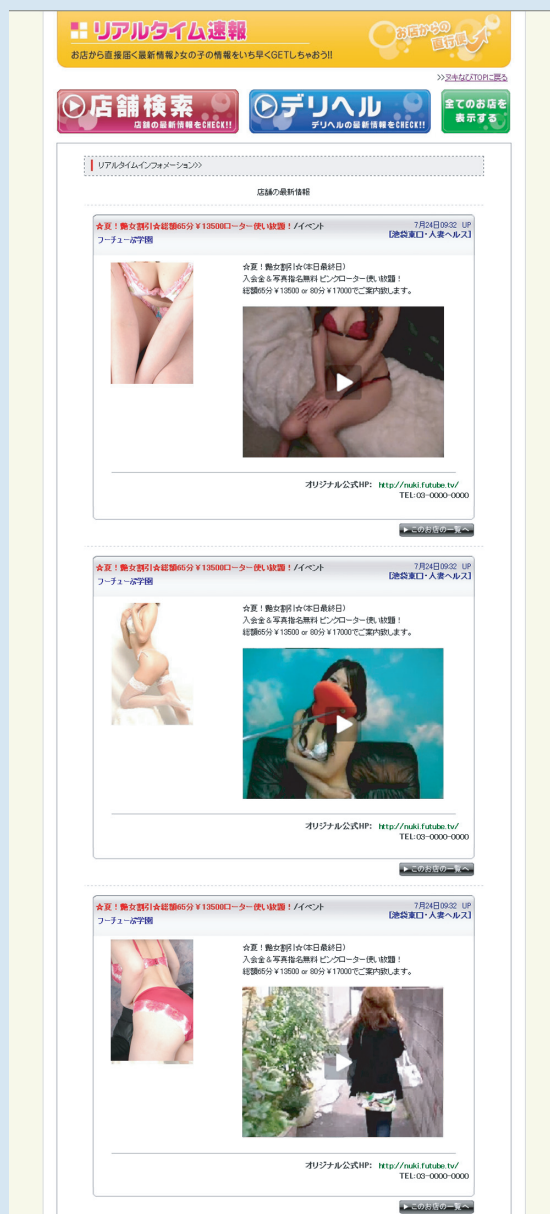 リアルタイム速報
お店からの
直行便
お店から直接届く最新情報♪女の子の情報をいち早くGETしちゃおう!!
>>ヌキなびTOPに戻る
店舗検索
店舗の最新情報をCHECK!!
デリヘル
デリヘルの最新情報をCHECK!!
全てのお店を
表示する
リアルタイムインフォメーション>>
店舗の最新情報
☆夏！艶女割引☆総額65分￥13500ローター使い放題！/イベント
7月24日09:32 UP
フーチューぶ学園
[池袋東口・人妻ヘルス]
☆夏！艶女割引☆(本日最終日)
入会金＆写真指名無料 ピンクローター使い放題！
総額65分￥13500 or 80分￥17000でご案内致します。
オリジナル公式HP: http://nuki.futube.tv/
TEL:03-0000-0000
このお店の一覧へ
☆夏！艶女割引☆総額65分￥13500ローター使い放題！/イベント
7月24日09:32 UP
フーチューぶ学園
[池袋東口・人妻ヘルス]
☆夏！艶女割引☆(本日最終日)
入会金＆写真指名無料 ピンクローター使い放題！
総額65分￥13500 or 80分￥17000でご案内致します。
オリジナル公式HP: http://nuki.futube.tv/
TEL:03-0000-0000
このお店の一覧へ
☆夏！艶女割引☆総額65分￥13500ローター使い放題！/イベント
7月24日09:32 UP
フーチューぶ学園
[池袋東口・人妻ヘルス]
☆夏！艶女割引☆(本日最終日)
入会金＆写真指名無料 ピンクローター使い放題！
総額65分￥13500 or 80分￥17000でご案内致します。
オリジナル公式HP: http://nuki.futube.tv/
TEL:03-0000-0000
このお店の一覧へ